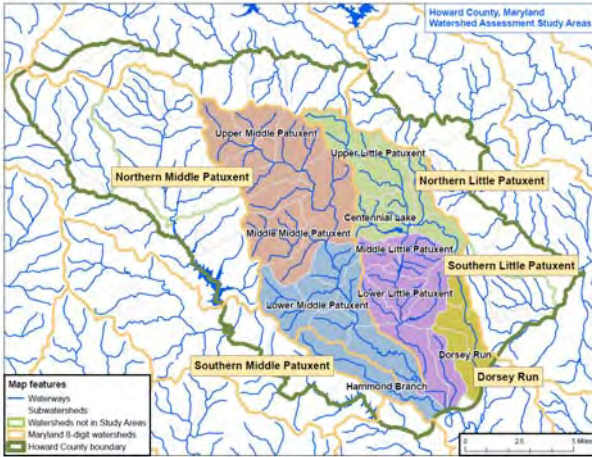 Howard County, Maryland
Watershed Assessment Study Areas
Upper Middle Patuxent
Upper Little Patuxent
Northern Middle Patuxent
Northern Little Patuxent
Centennial Lake
Middle Middle Patuxent
Middle Little Patuxent
Southern Little Patuxent
Lower Middle Patuxent
Lower Little Patuxent
Dorsey Run
Southern Middle Patuxent
Dorsey Run
Hammond Branch
Map features
Waterways
Subwatersheds
Watersheds not in Study Areas
Maryland 8-digit watersheds
Howard County boundary
0 2.5 5 Miles